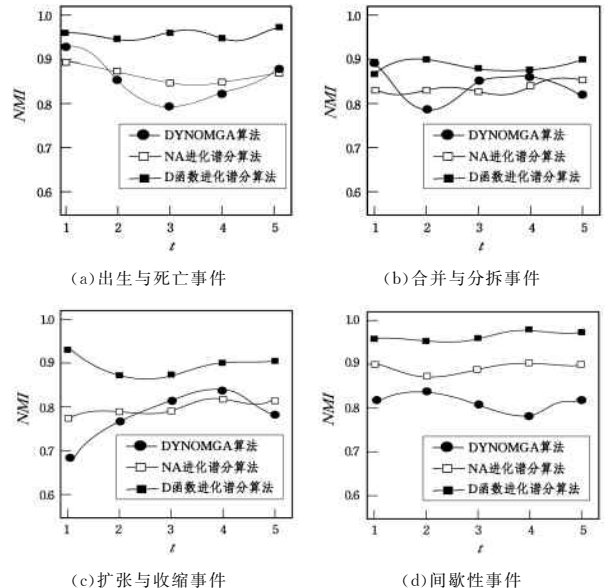 1.0
0.9
0.8
0.7
0.6
NMI
DYNOMGA算法
NA进化谱分算法
D函数进化谱分算法
1 2 3 4 5
t
(a)出生与死亡事件
1.0
0.9
0.8
0.7
0.6
NMI
DYNOMGA算法
NA进化谱分算法
D函数进化谱分算法
1 2 3 4 5
t
(b)合并与分拆事件
1.0
0.9
0.8
0.7
0.6
NMI
DYNOMGA算法
NA进化谱分算法
D函数进化谱分算法
1 2 3 4 5
t
(c)扩张与收缩事件
1.0
0.9
0.8
0.7
0.6
NMI
DYNOMGA算法
NA进化谱分算法
D函数进化谱分算法
1 2 3 4 5
t
(d)间歇性事件